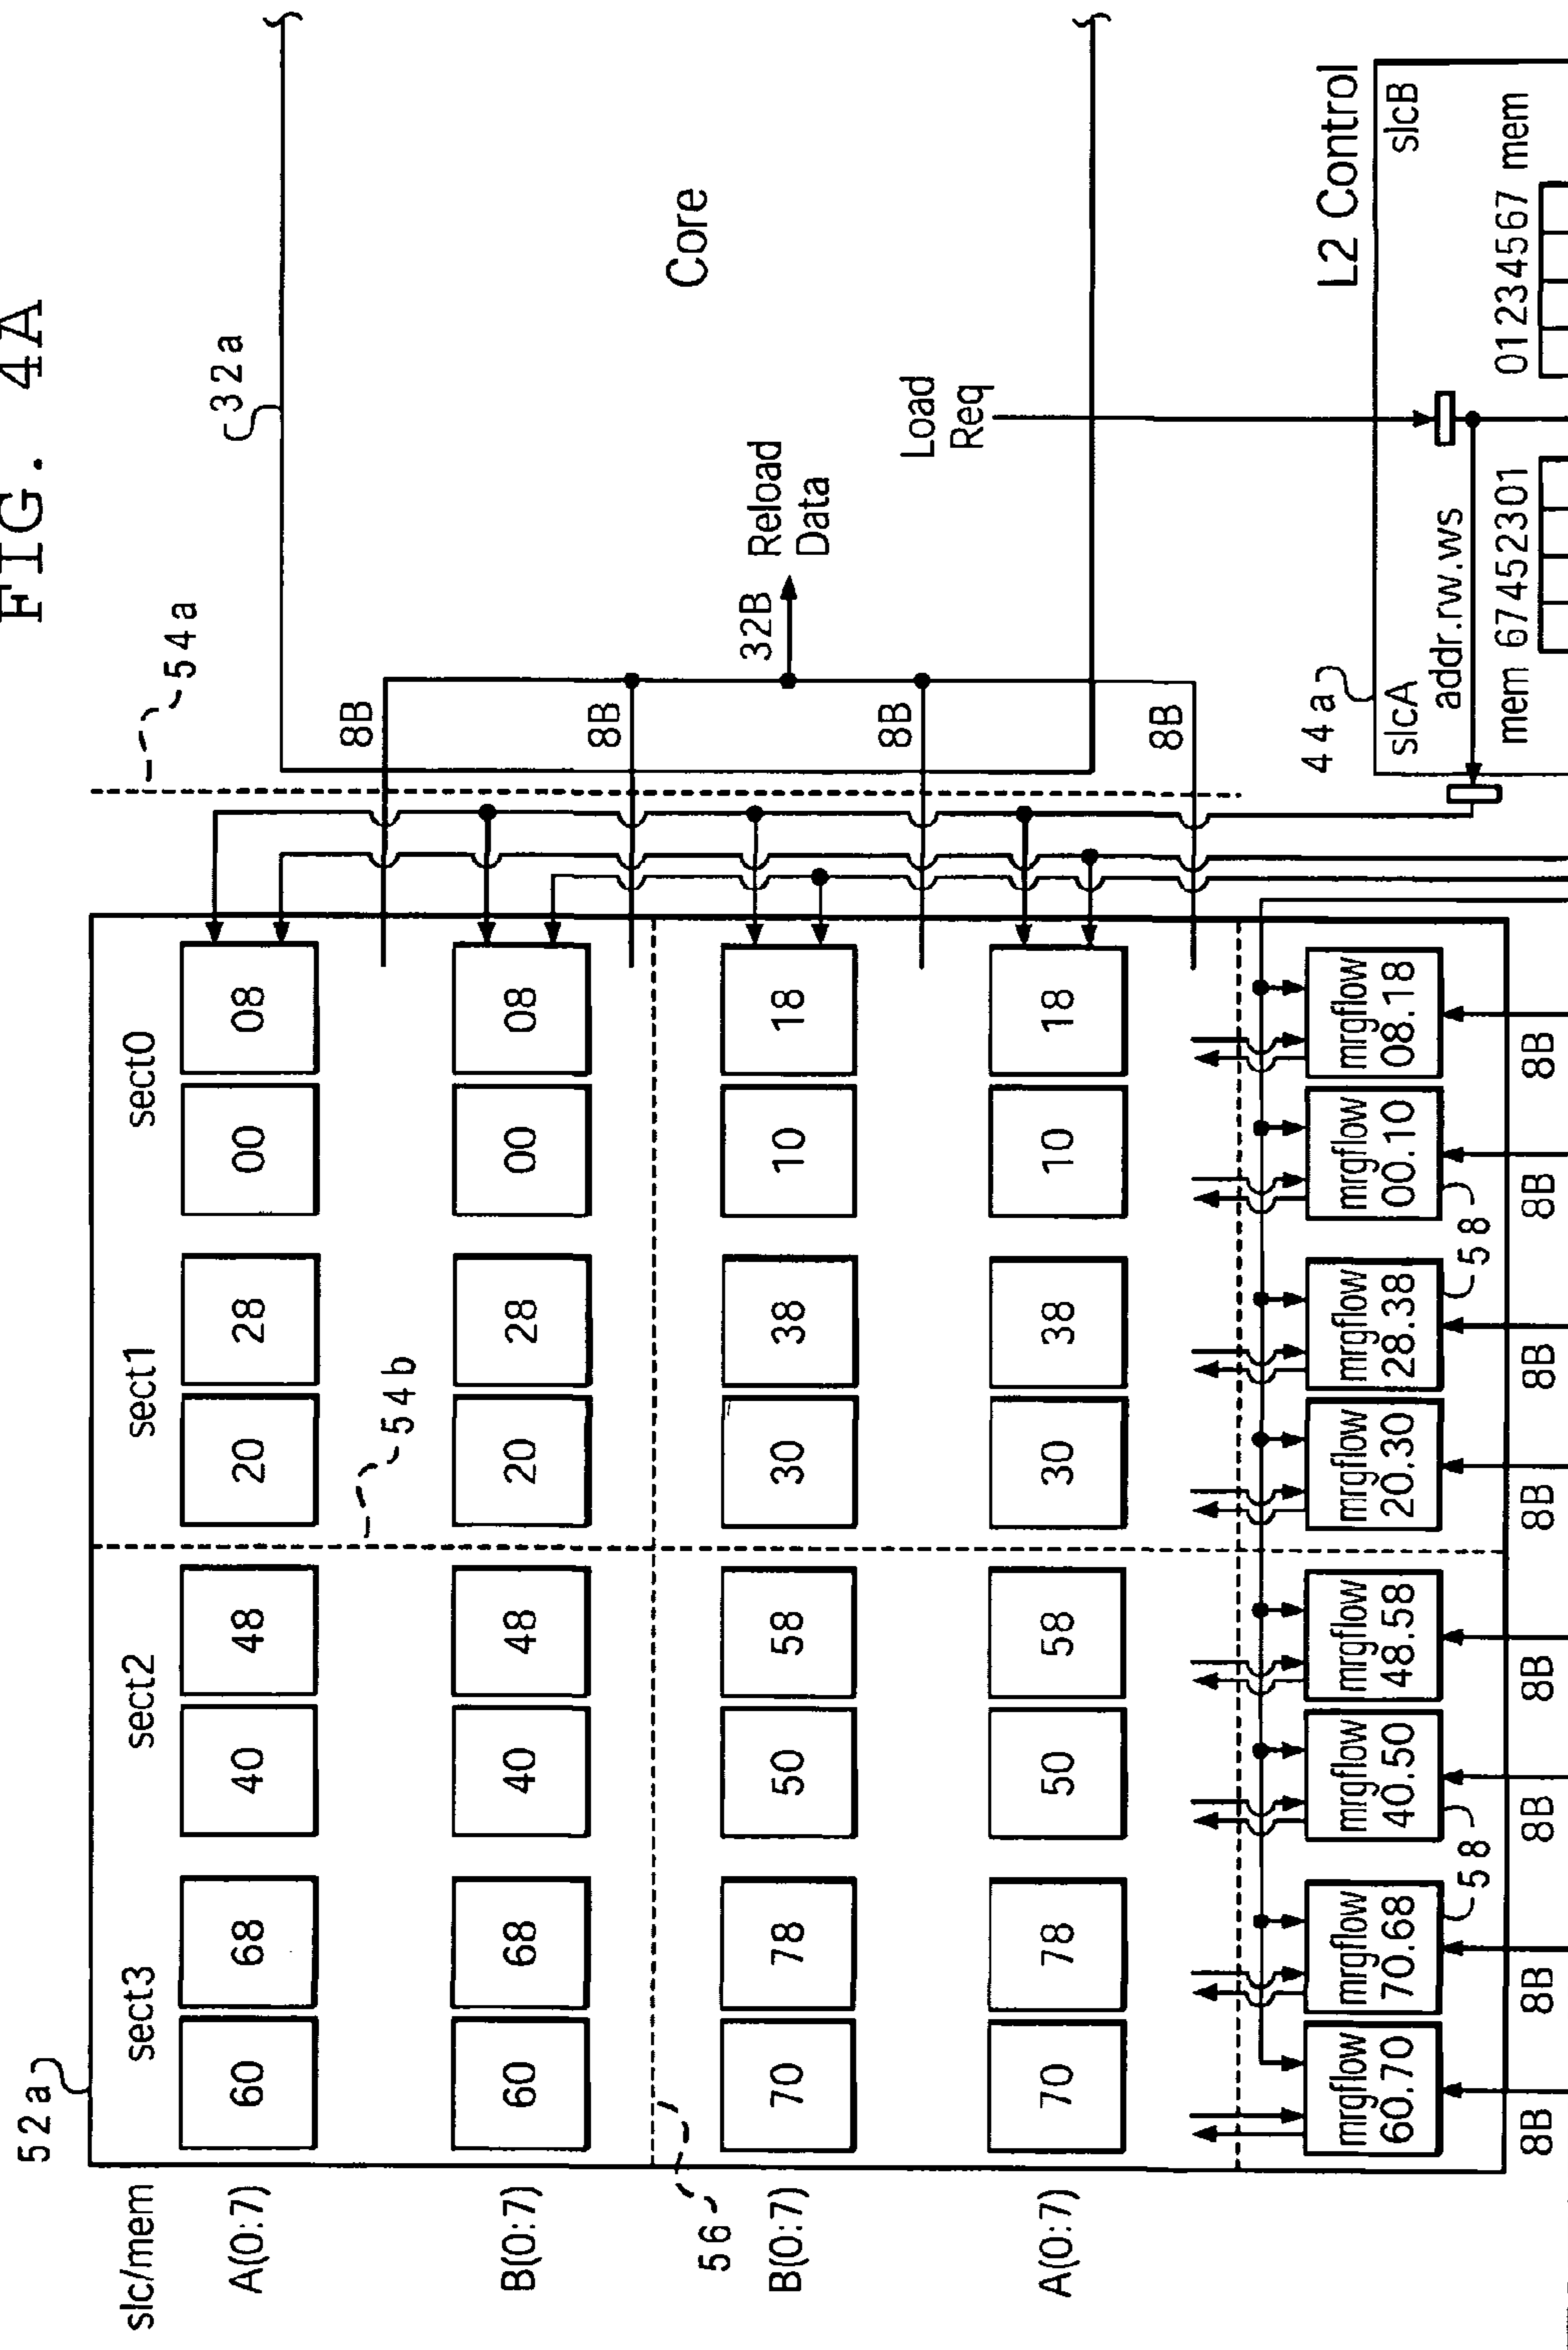 FIG. 4A
52a
54a
32a
slc/mem
sect3
sect2
sect1
sect0
A(0:7)
60
68
40
48
20
28
00
08
8B
54b
B(0:7)
60
68
40
48
20
28
00
08
8B
Core
56
32B
Reload
Data
B(0:7)
70
78
50
58
30
38
10
18
8B
Load
Req
A(0:7)
70
78
50
58
30
38
10
18
8B
mrgflow
60.70
mrgflow
70.68
mrgflow
40.50
mrgflow
48.58
mrgflow
20.30
mrgflow
28.38
mrgflow
00.10
mrgflow
08.18
58
58
44a
L2 Control
slcA
slcB
addr.rw.ws
mem 67452301
01234567 mem
8B
8B
8B
8B
8B
8B
8B
8B